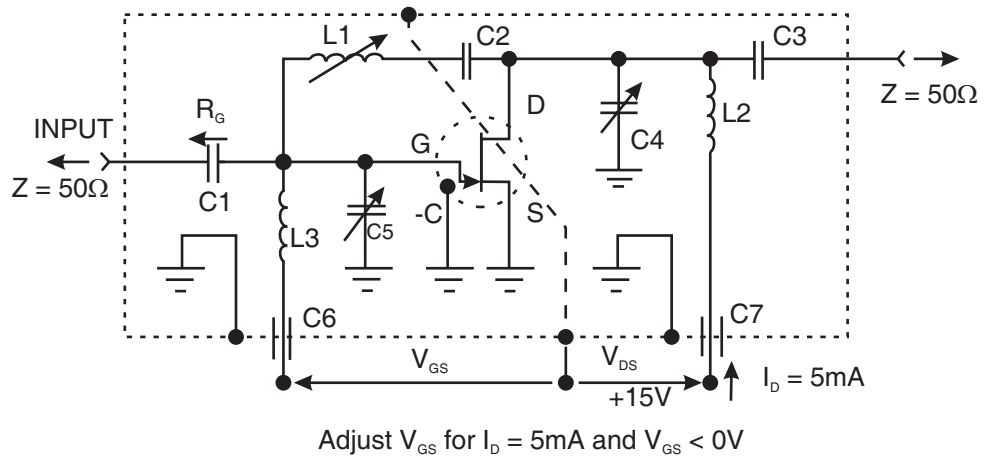 L1
C2
C3
Z = 50Ω
D
L2
C4
R_G
INPUT
G
Z = 50Ω
C1
-C
S
C5
L3
C6
C7
V_GS
V_DS
I_D = 5mA
+15V
Adjust V_GS for I_D = 5mA and V_GS < 0V